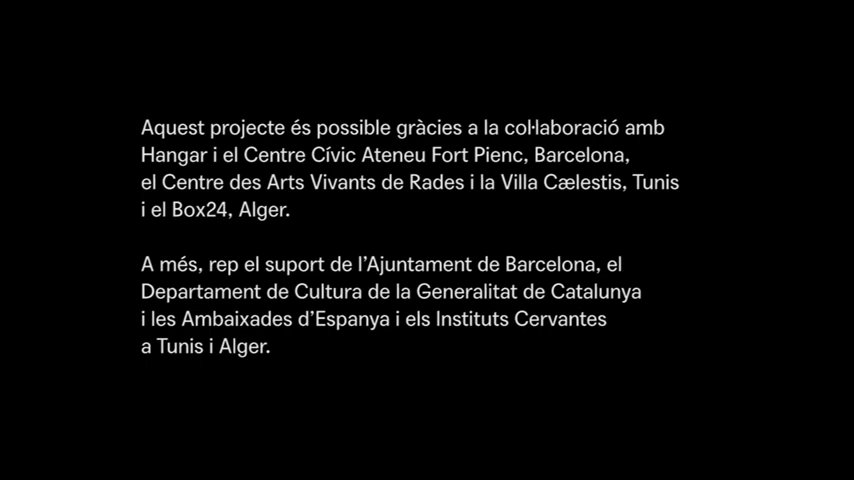 Aquest projecte és possible gràcies a la col·laboració amb
Hangar i el Centre Cívic Ateneu Fort Pienc, Barcelona,
el Centre des Arts Vivants de Rades i la Villa Cælestis, Tunis
i el Box24, Alger.
A més, rep el suport de l’Ajuntament de Barcelona, el
Departament de Cultura de la Generalitat de Catalunya
i les Ambaixades d’Espanya i els Instituts Cervantes
a Tunis i Alger.